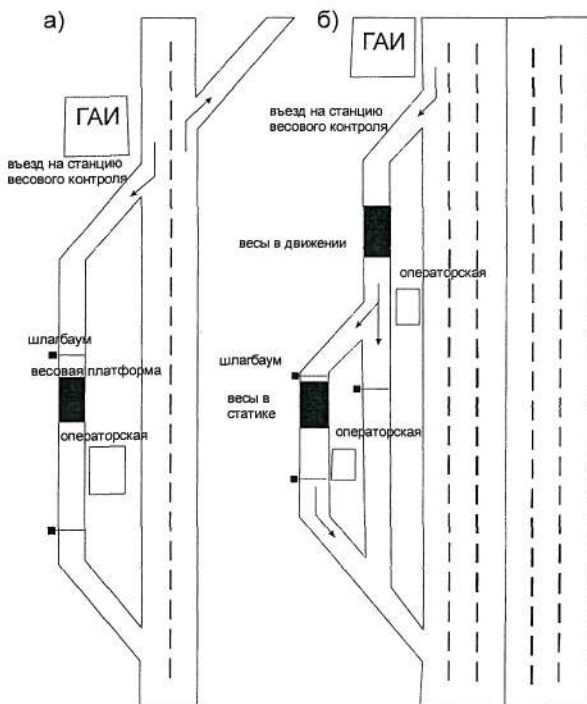 а)
ГАИ
въезд на станцию
весового контроля
шлагбаум
весовая платформа
операторская
б)
ГАИ
въезд на станцию
весового контроля
весы в движении
операторская
шлагбаум
весы в
статике
операторская